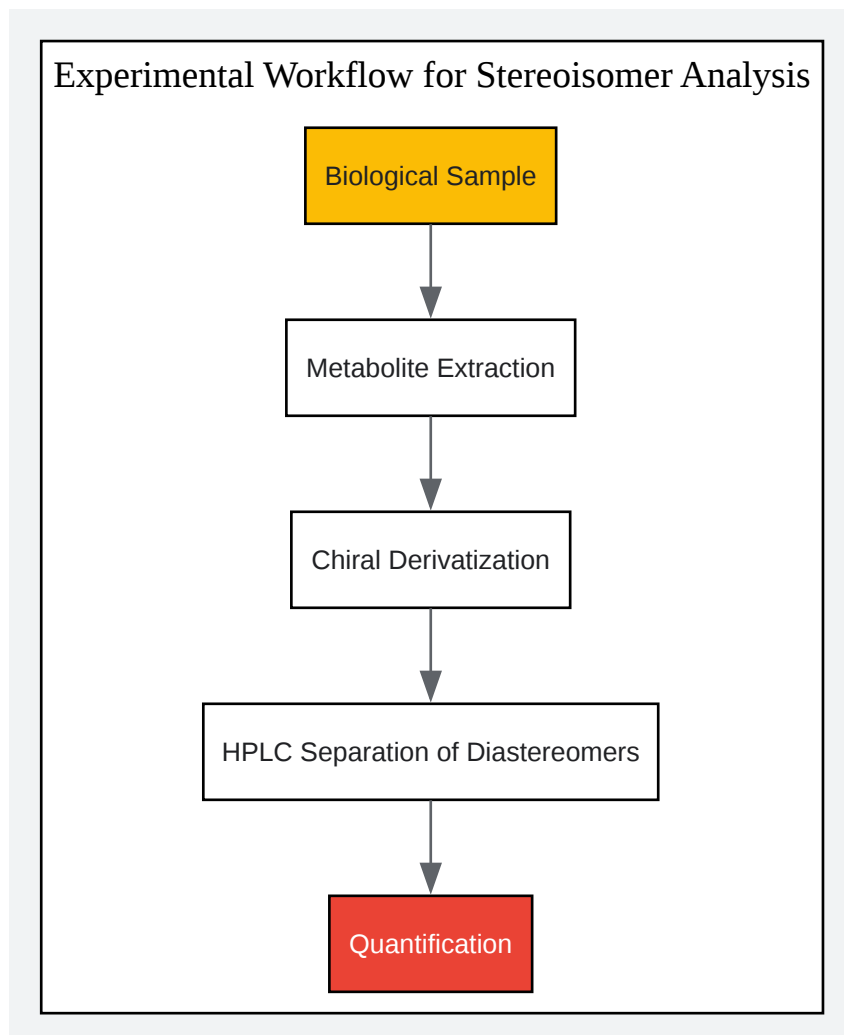 Experimental Workflow for Stereoisomer Analysis
Biological Sample
Metabolite Extraction
Chiral Derivatization
HPLC Separation of Diastereomers
Quantification